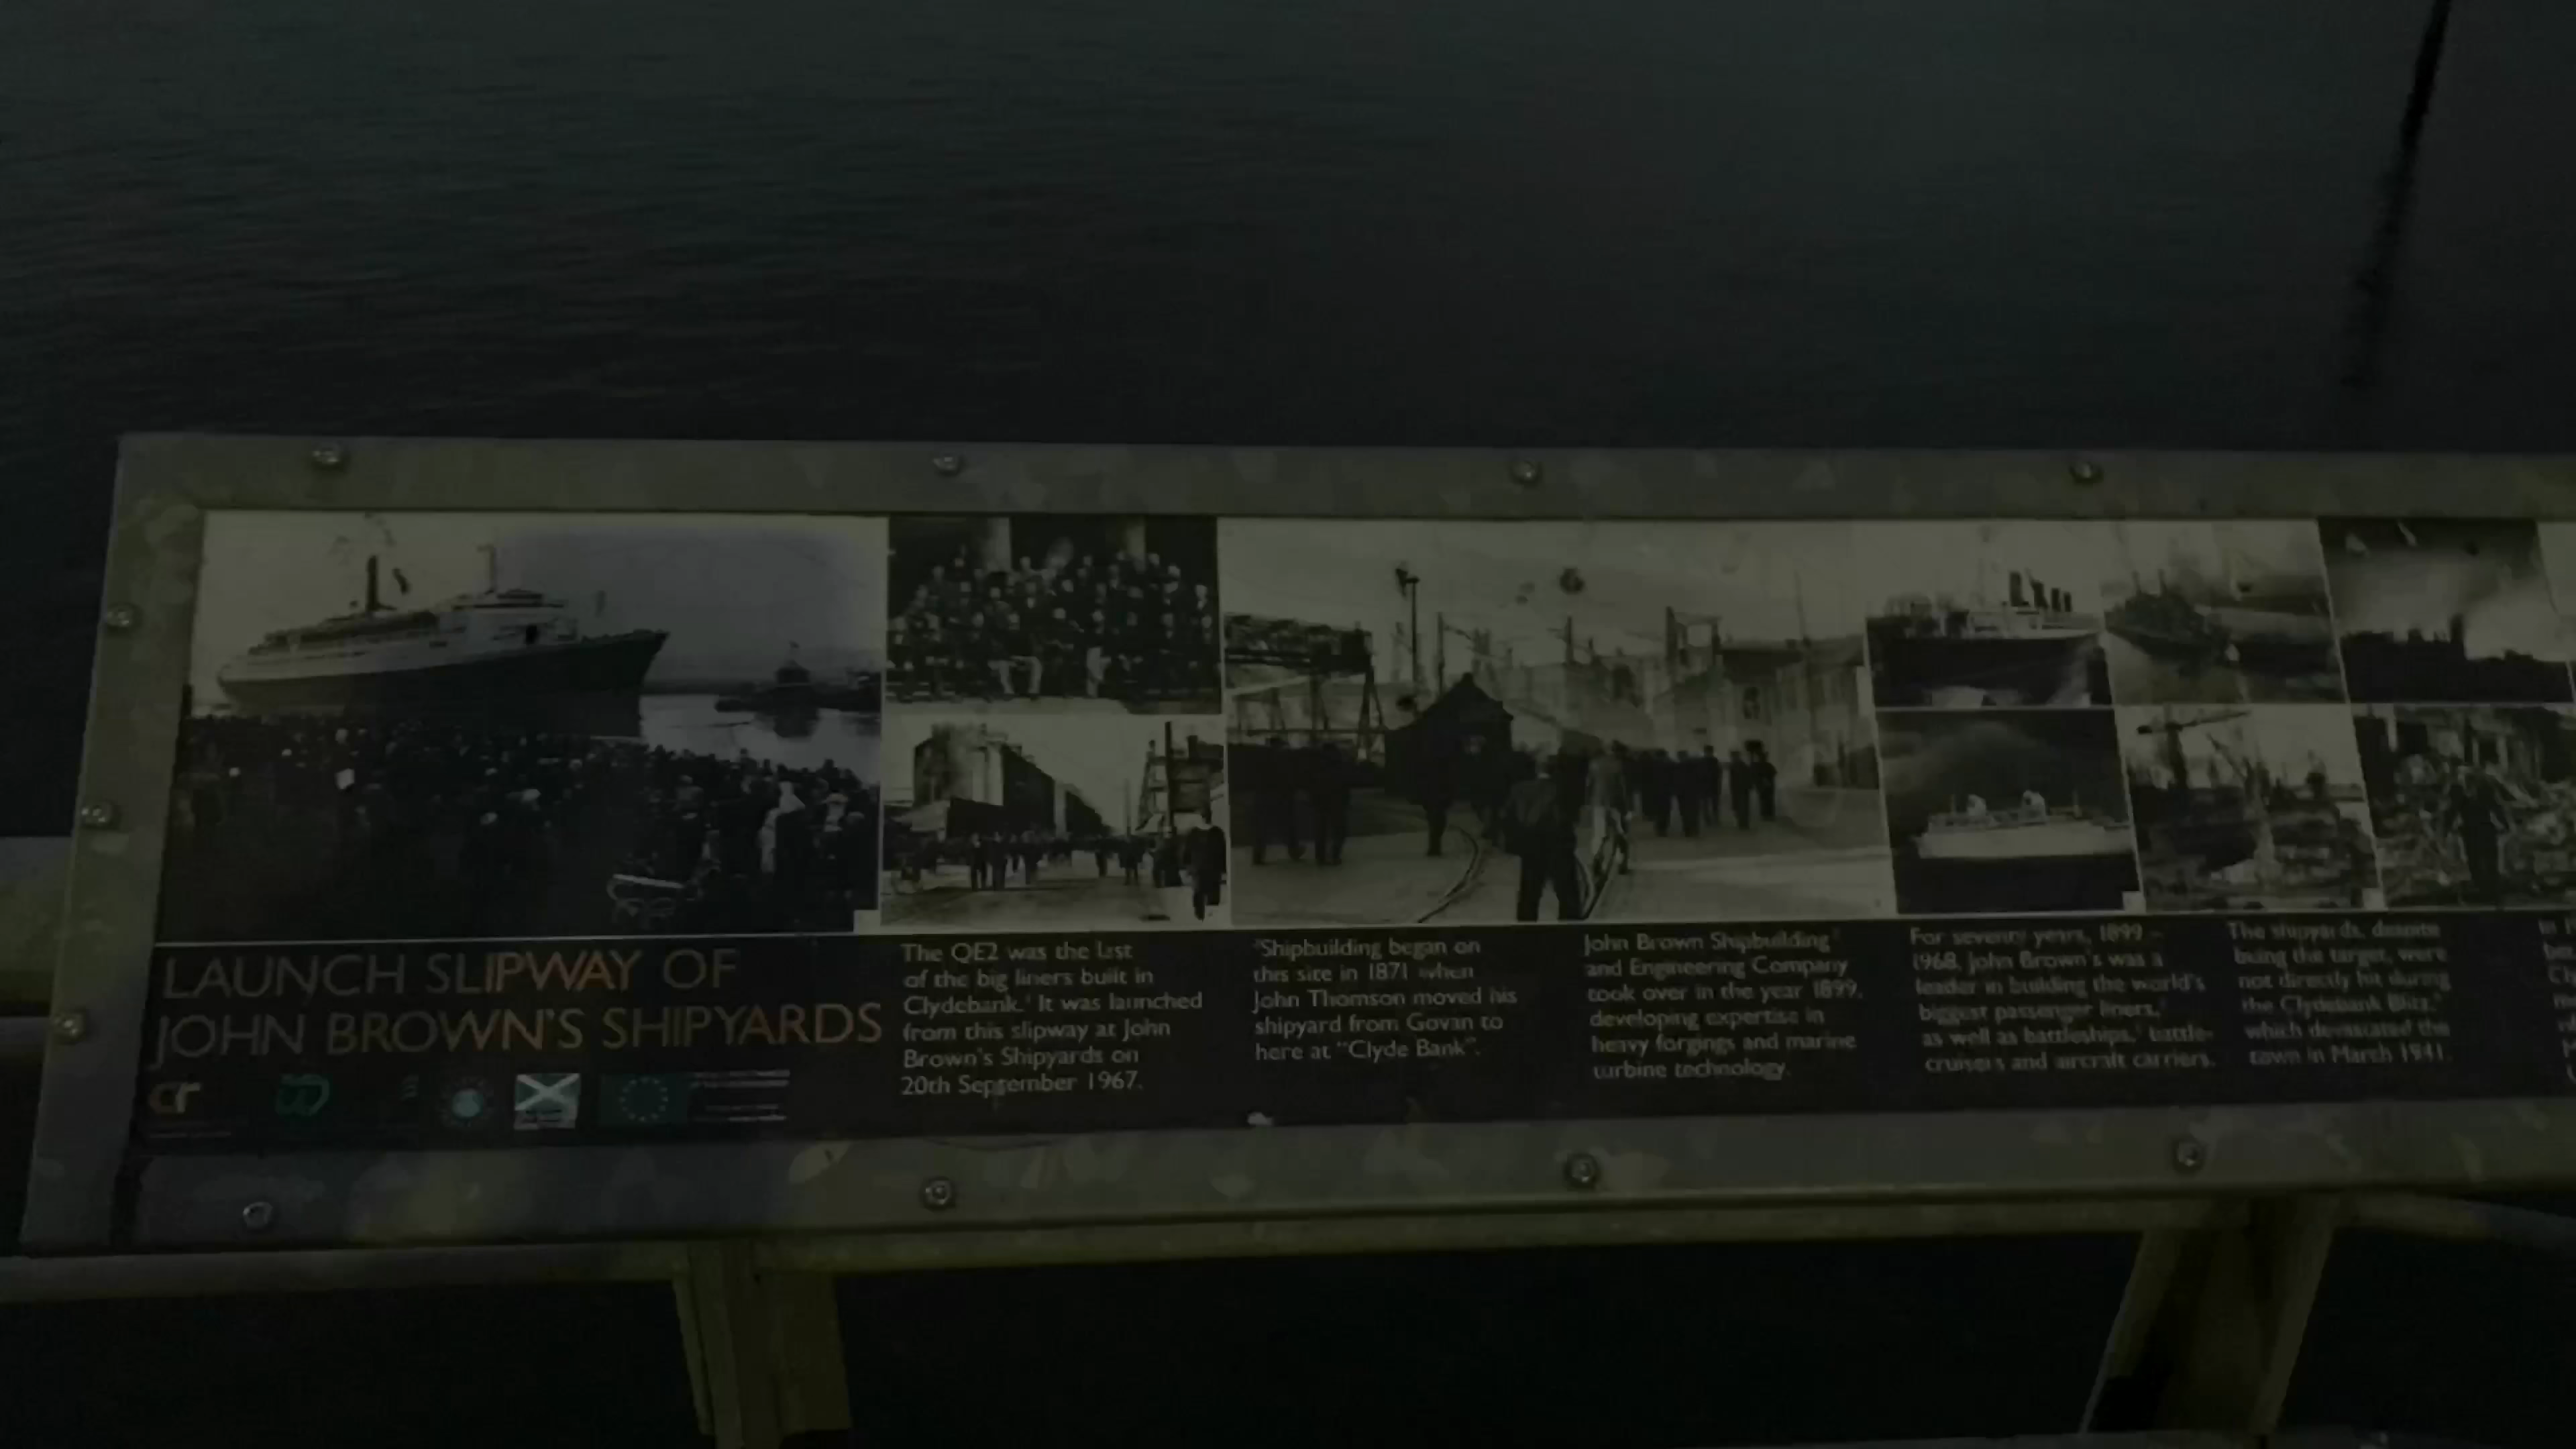 LAUNCH SLIPWAY OF
JOHN BROWN'S SHIPYARDS
cr
The QE2 was the last
of the big liners built in
Clydebank.' It was launched
from this slipway at John
Brown's Shipyards on
20th September 1967.
'Shipbuilding began on
this site in 1871 when
John Thomson moved his
shipyard from Govan to
here at "Clyde Bank".
John Brown Shipbuilding'
and Engineering Company
took over in the year 1899,
developing expertise in
heavy forgings and marine
turbine technology.
For seventy years, 1899 –
1968, John Brown's was a
leader in building the world's
biggest passenger liners,'
as well as battleships,' battle-
cruisers and aircraft carriers.
The shipyards, despite
being the target, were
not directly hit during
the Clydebank Blitz,'
which devastated the
town in March 1941.